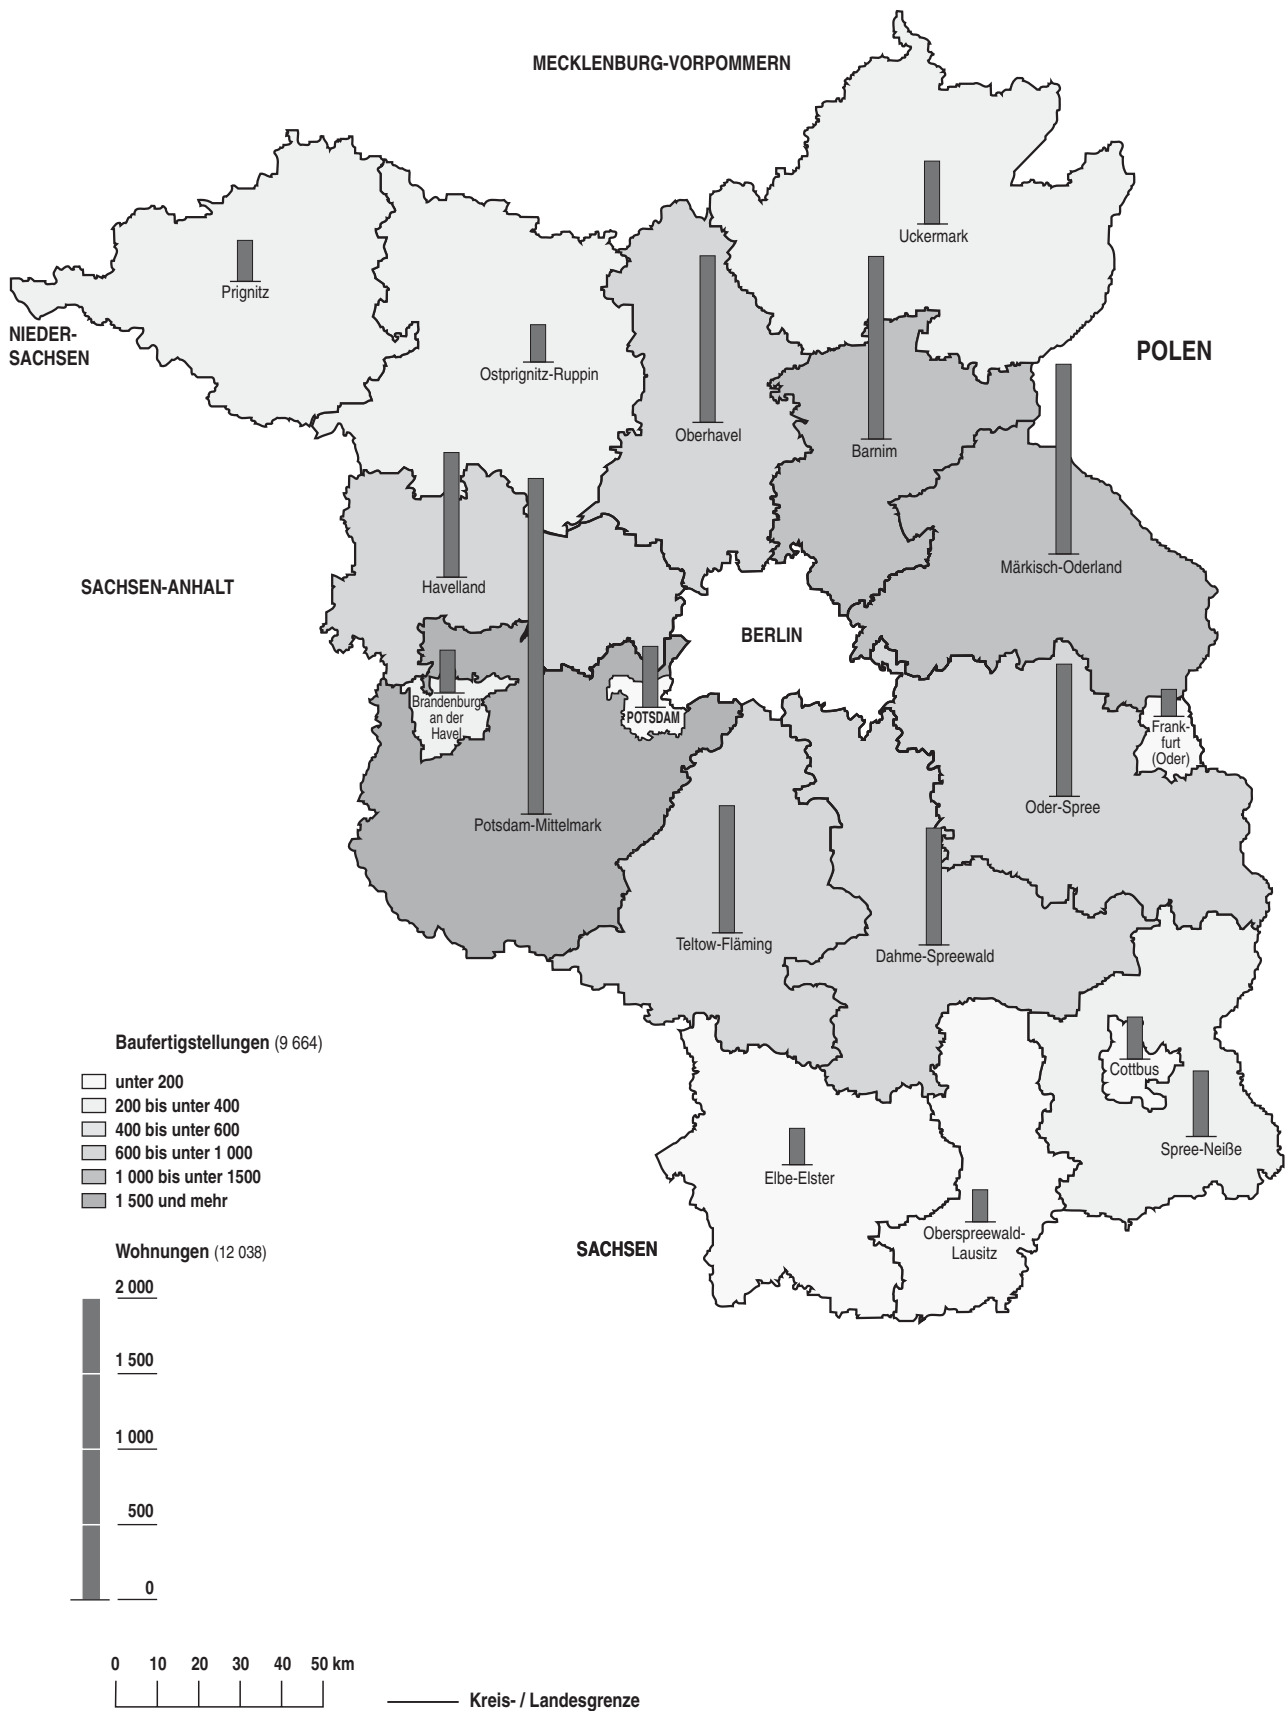 MECKLENBURG-VORPOMMERN
Uckermark
Prignitz
NIEDER-
SACHSEN
POLEN
Ostprignitz-Ruppin
Oberhavel
Barnim
Märkisch-Oderland
SACHSEN-ANHALT
Havelland
BERLIN
Brandenburg
an der
Havel
POTSDAM
Frank-
furt
(Oder)
Oder-Spree
Potsdam-Mittelmark
Teltow-Fläming
Dahme-Spreewald
Cottbus
Spree-Neiße
Elbe-Elster
Oberspreewald-
Lausitz
SACHSEN
Baufertigstellungen (9 664)
unter 200
200 bis unter 400
400 bis unter 600
600 bis unter 1 000
1 000 bis unter 1500
1 500 und mehr
Wohnungen (12 038)
2 000
1 500
1 000
500
0
0 10 20 30 40 50 km
Kreis- / Landesgrenze